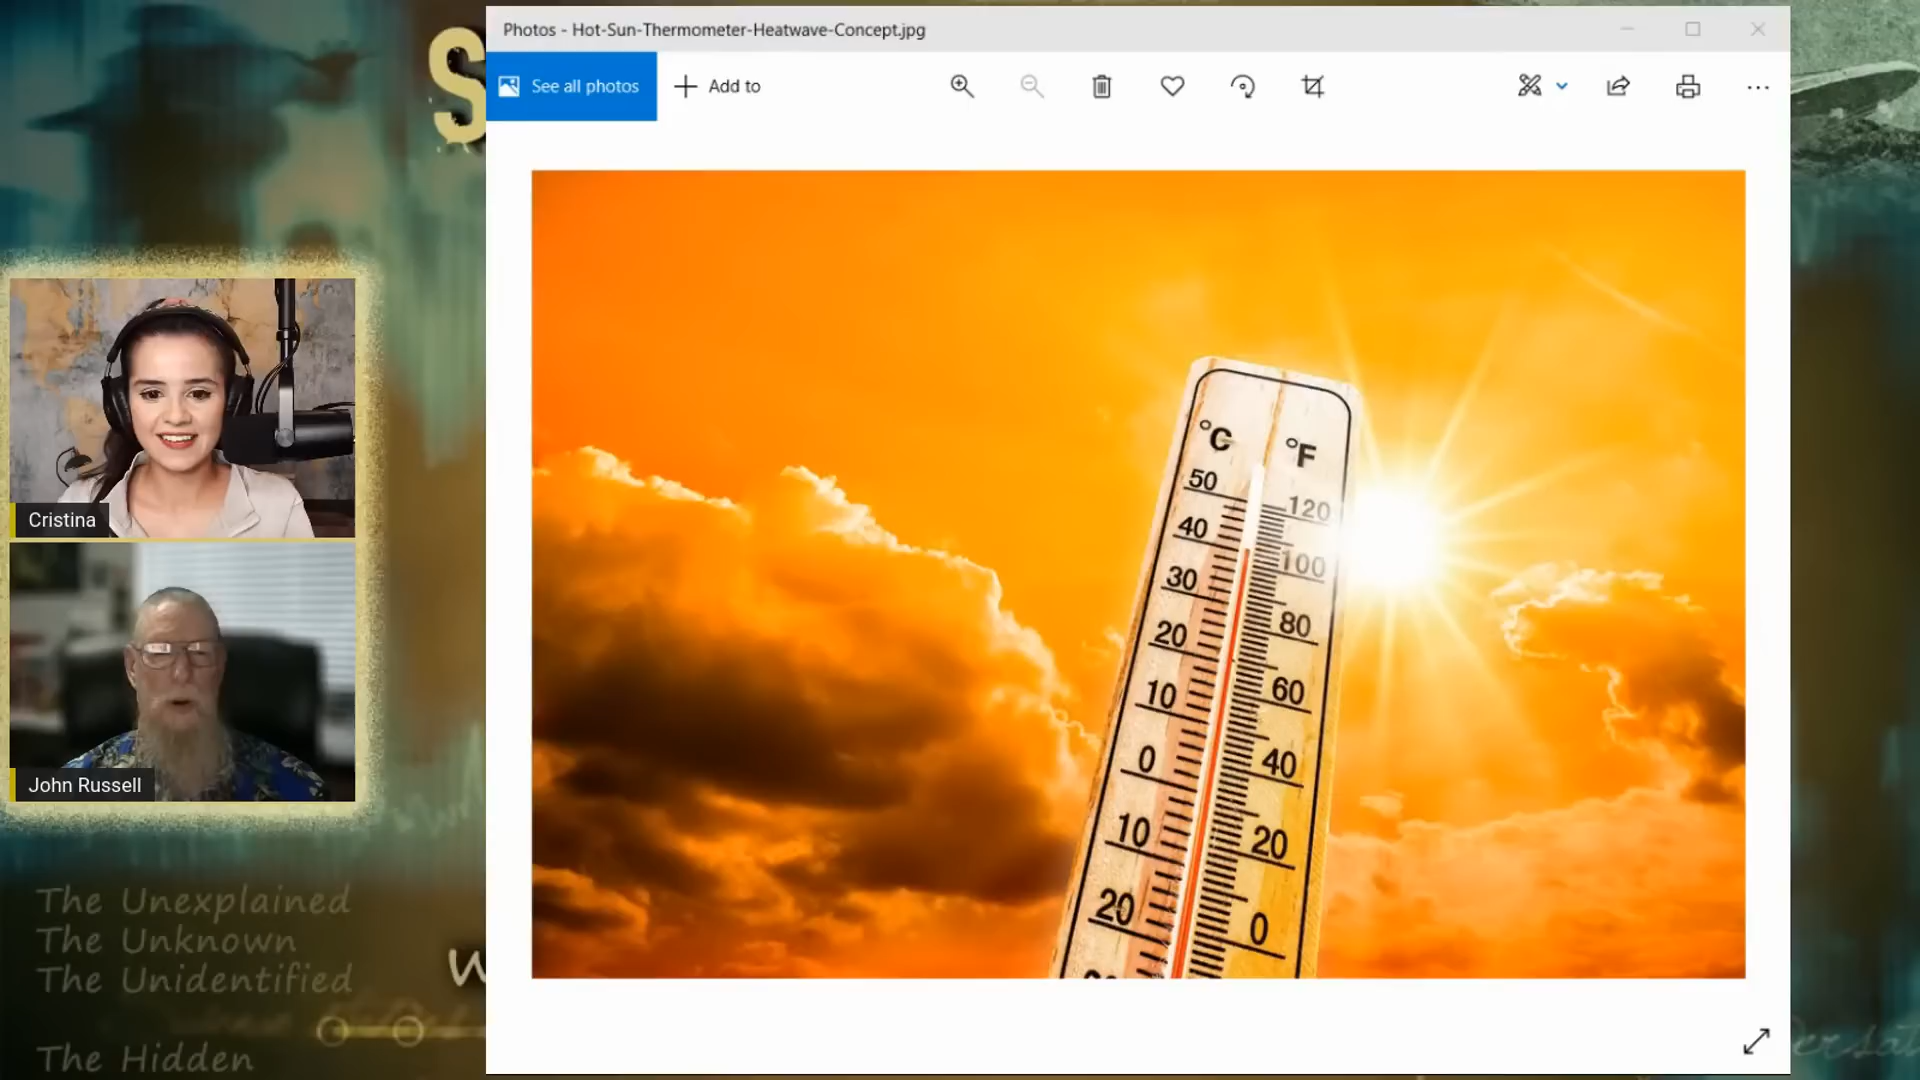 S
Photos - Hot-Sun-Thermometer-Heatwave-Concept.jpg
See all photos
Add to
°C
°F
50
120
40
100
30
80
20
60
10
40
0
20
10
0
20
Cristina
John Russell
The Unexplained
The Unknown
The Unidentified
The Hidden
W